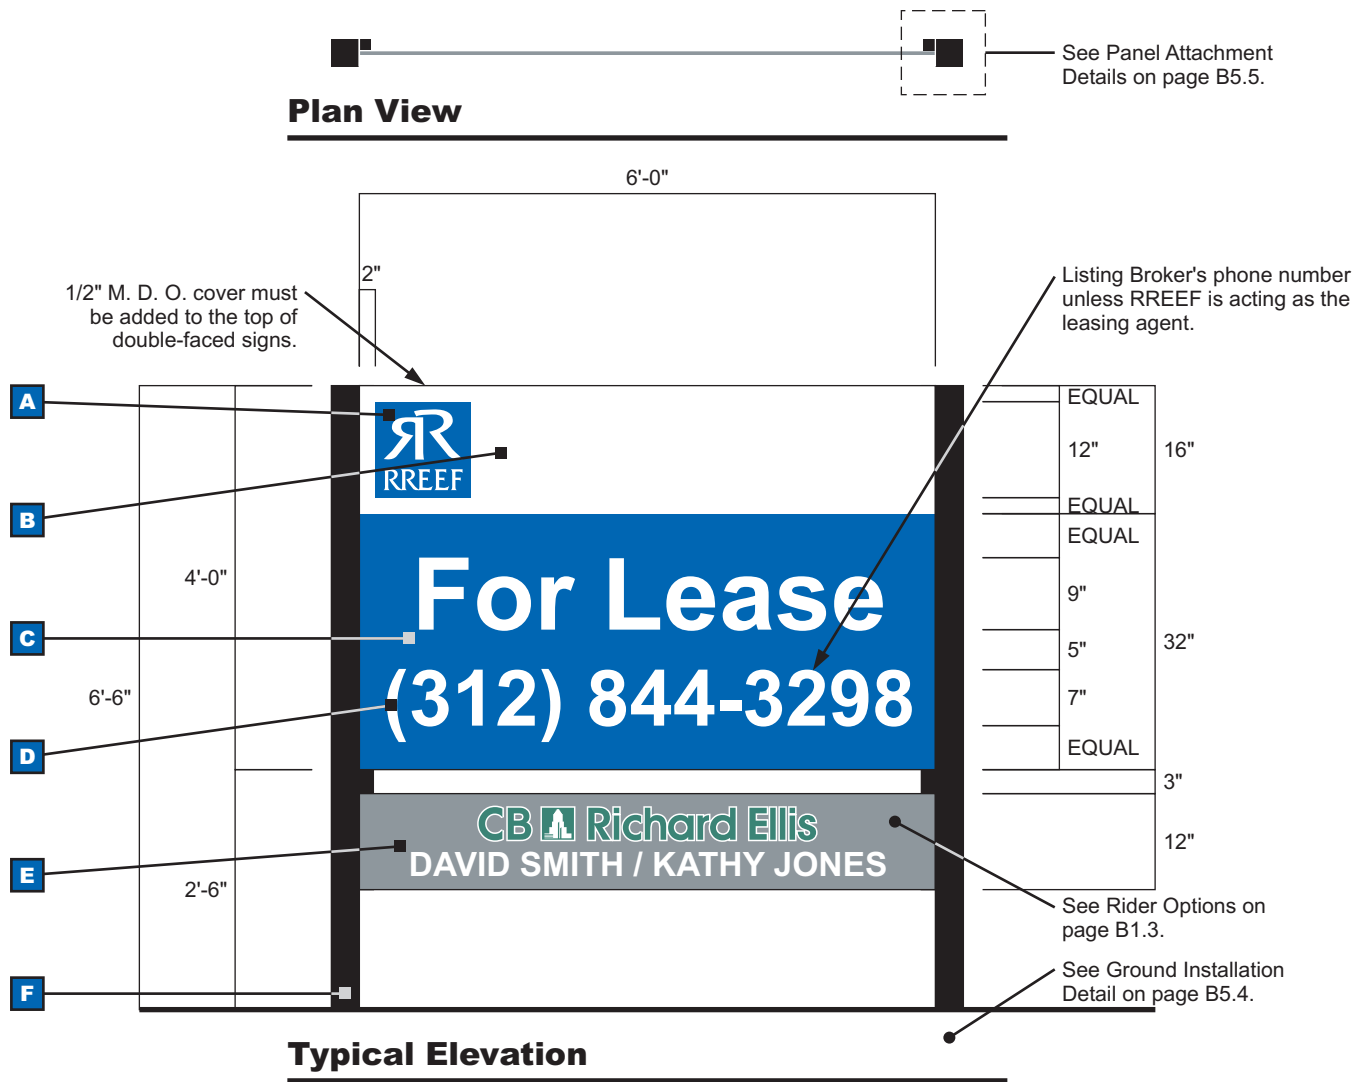 See Panel Attachment
Details on page B5.5.
Plan View
6'-0"
2"
1/2" M. D. O. cover must
be added to the top of
double-faced signs.
Listing Broker's phone number
unless RREEF is acting as the
leasing agent.
A
B
C
D
E
F
RR
RREEF
For Lease
(312) 844-3298
CB Richard Ellis
DAVID SMITH / KATHY JONES
4'-0"
6'-6"
2'-6"
EQUAL
12"
16"
EQUAL
EQUAL
9"
5"
32"
7"
EQUAL
3"
12"
See Rider Options on
page B1.3.
See Ground Installation
Detail on page B5.4.
Typical Elevation